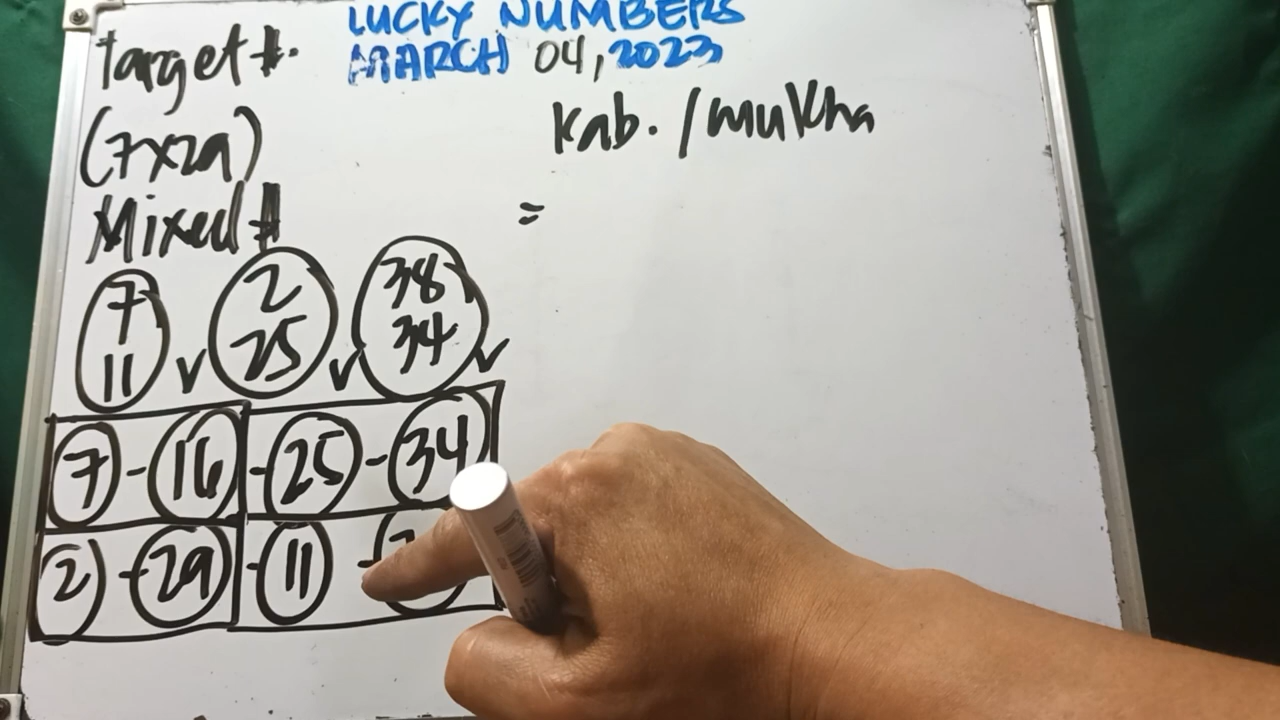 LUCKY NUMBERS
MARCH 04, 2023
Target #.
Kab. / mukha
(7x29)
Mixed #
=
7 2 38
11 25 34
7 - 16 - 25 - 34
2 - 29 - 11 -